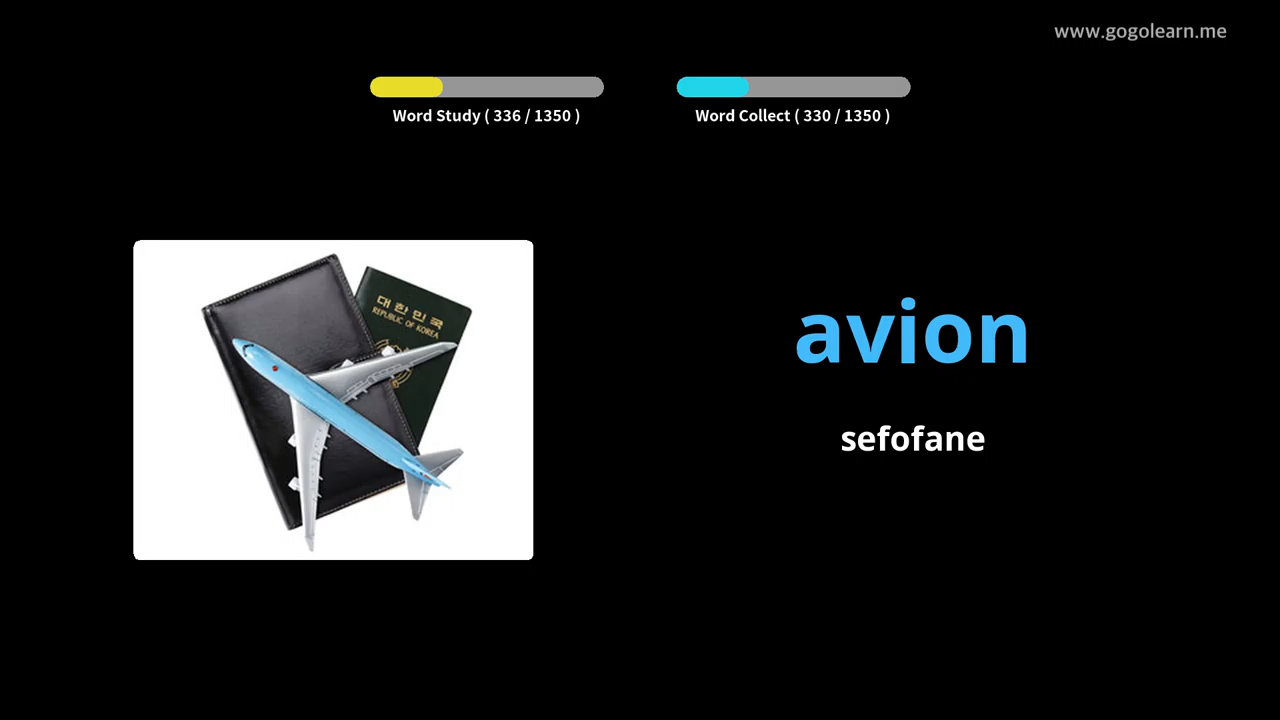 www.gogolearn.me
Word Study ( 336 / 1350 )
Word Collect ( 330 / 1350 )
대한민국
REPUBLIC OF KOREA
avion
sefofane